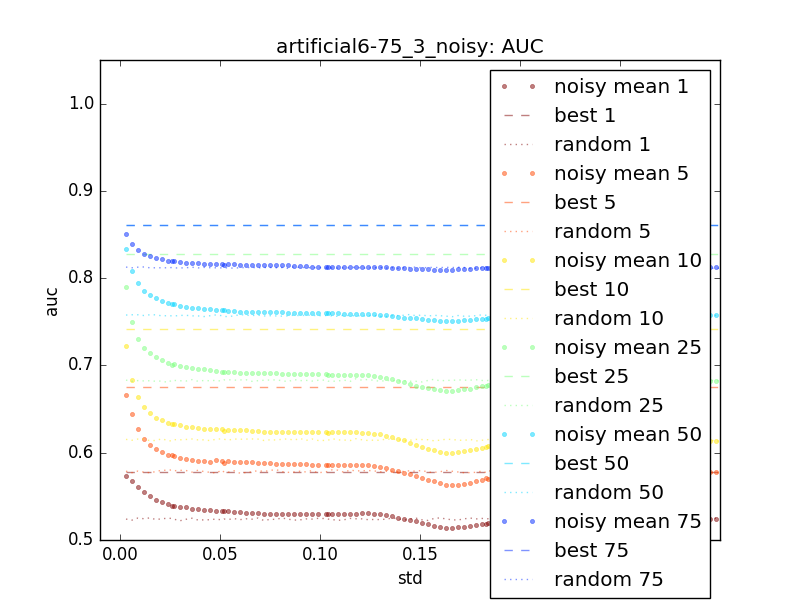 artificial6-75_3_noisy: AUC
auc
1.0
0.9
0.8
0.7
0.6
0.5
0.00
0.05
0.10
0.15
std
noisy mean 1
best 1
random 1
noisy mean 5
best 5
random 5
noisy mean 10
best 10
random 10
noisy mean 25
best 25
random 25
noisy mean 50
best 50
random 50
noisy mean 75
best 75
random 75